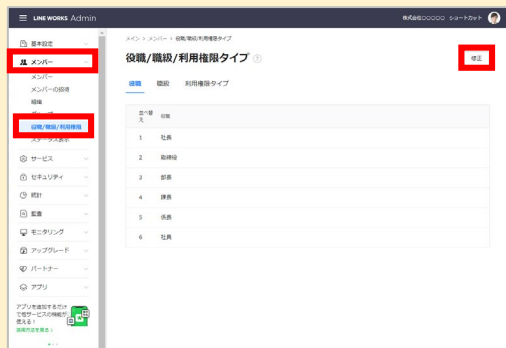 LINE WORKS Admin
株式会社○○○○○ ショートカット
基本設定
メンバー
メンバー
メンバーの招待
組織
グループ
役職/職級/利用権限
ステータス表示
サービス
セキュリティ
統計
監査
モニタリング
アップグレード
パートナー
アプリ
アプリを追加するだけ
で他サービスの機能が
使える!
接続方法を見る >
メイン > メンバー > 役職/職級/利用権限タイプ
役職/職級/利用権限タイプ
修正
役職 職級 利用権限タイプ
並べ替え 役職
1 社長
2 取締役
3 部長
4 課長
5 係長
6 社員